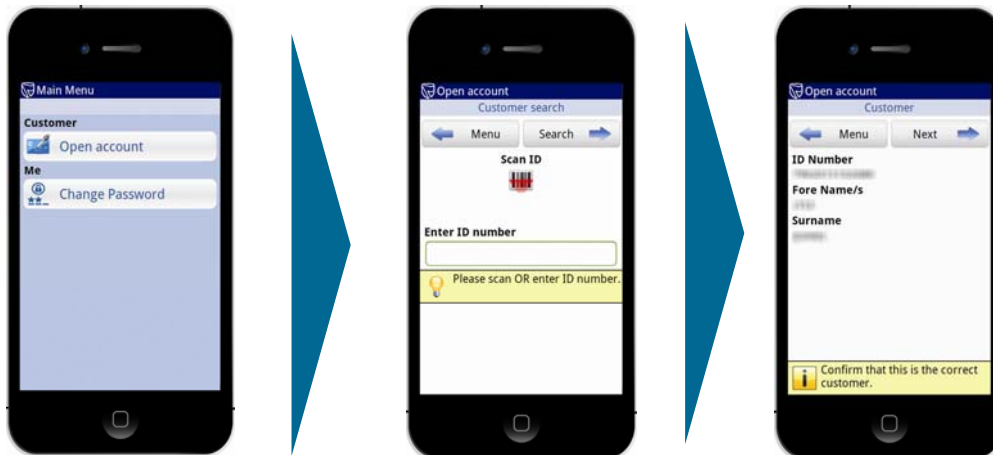 Main Menu
Customer
Open account
Me
Change Password
Open account
Customer search
Menu
Search
Scan ID
Enter ID number
Please scan OR enter ID number.
Open account
Customer
Menu
Next
ID Number
Fore Name/s
Surname
Confirm that this is the correct
customer.